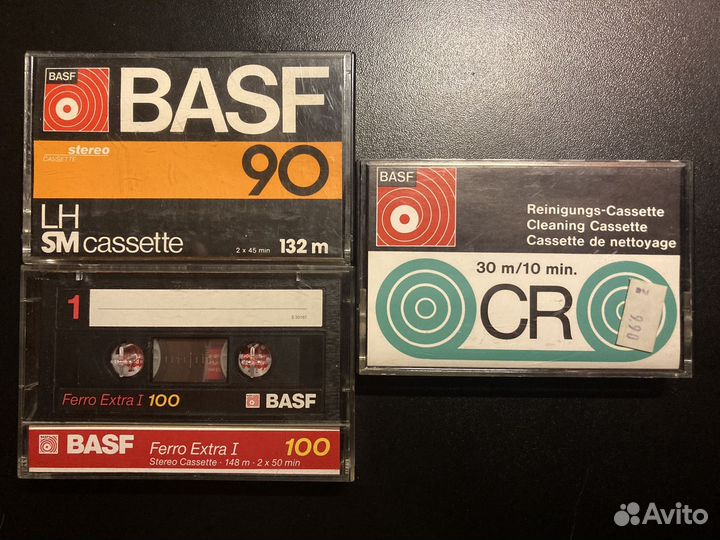 BASF
BASF
stereo
CASSETTE
90
LH
SM cassette
2 x 45 min 132 m
1
Ferro Extra I 100
BASF
BASF Ferro Extra I 100
Stereo Cassette · 148 m · 2 x 50 min
BASF
Reinigungs-Cassette
Cleaning Cassette
Cassette de nettoyage
30 m/10 min.
CR
9,90
Avito